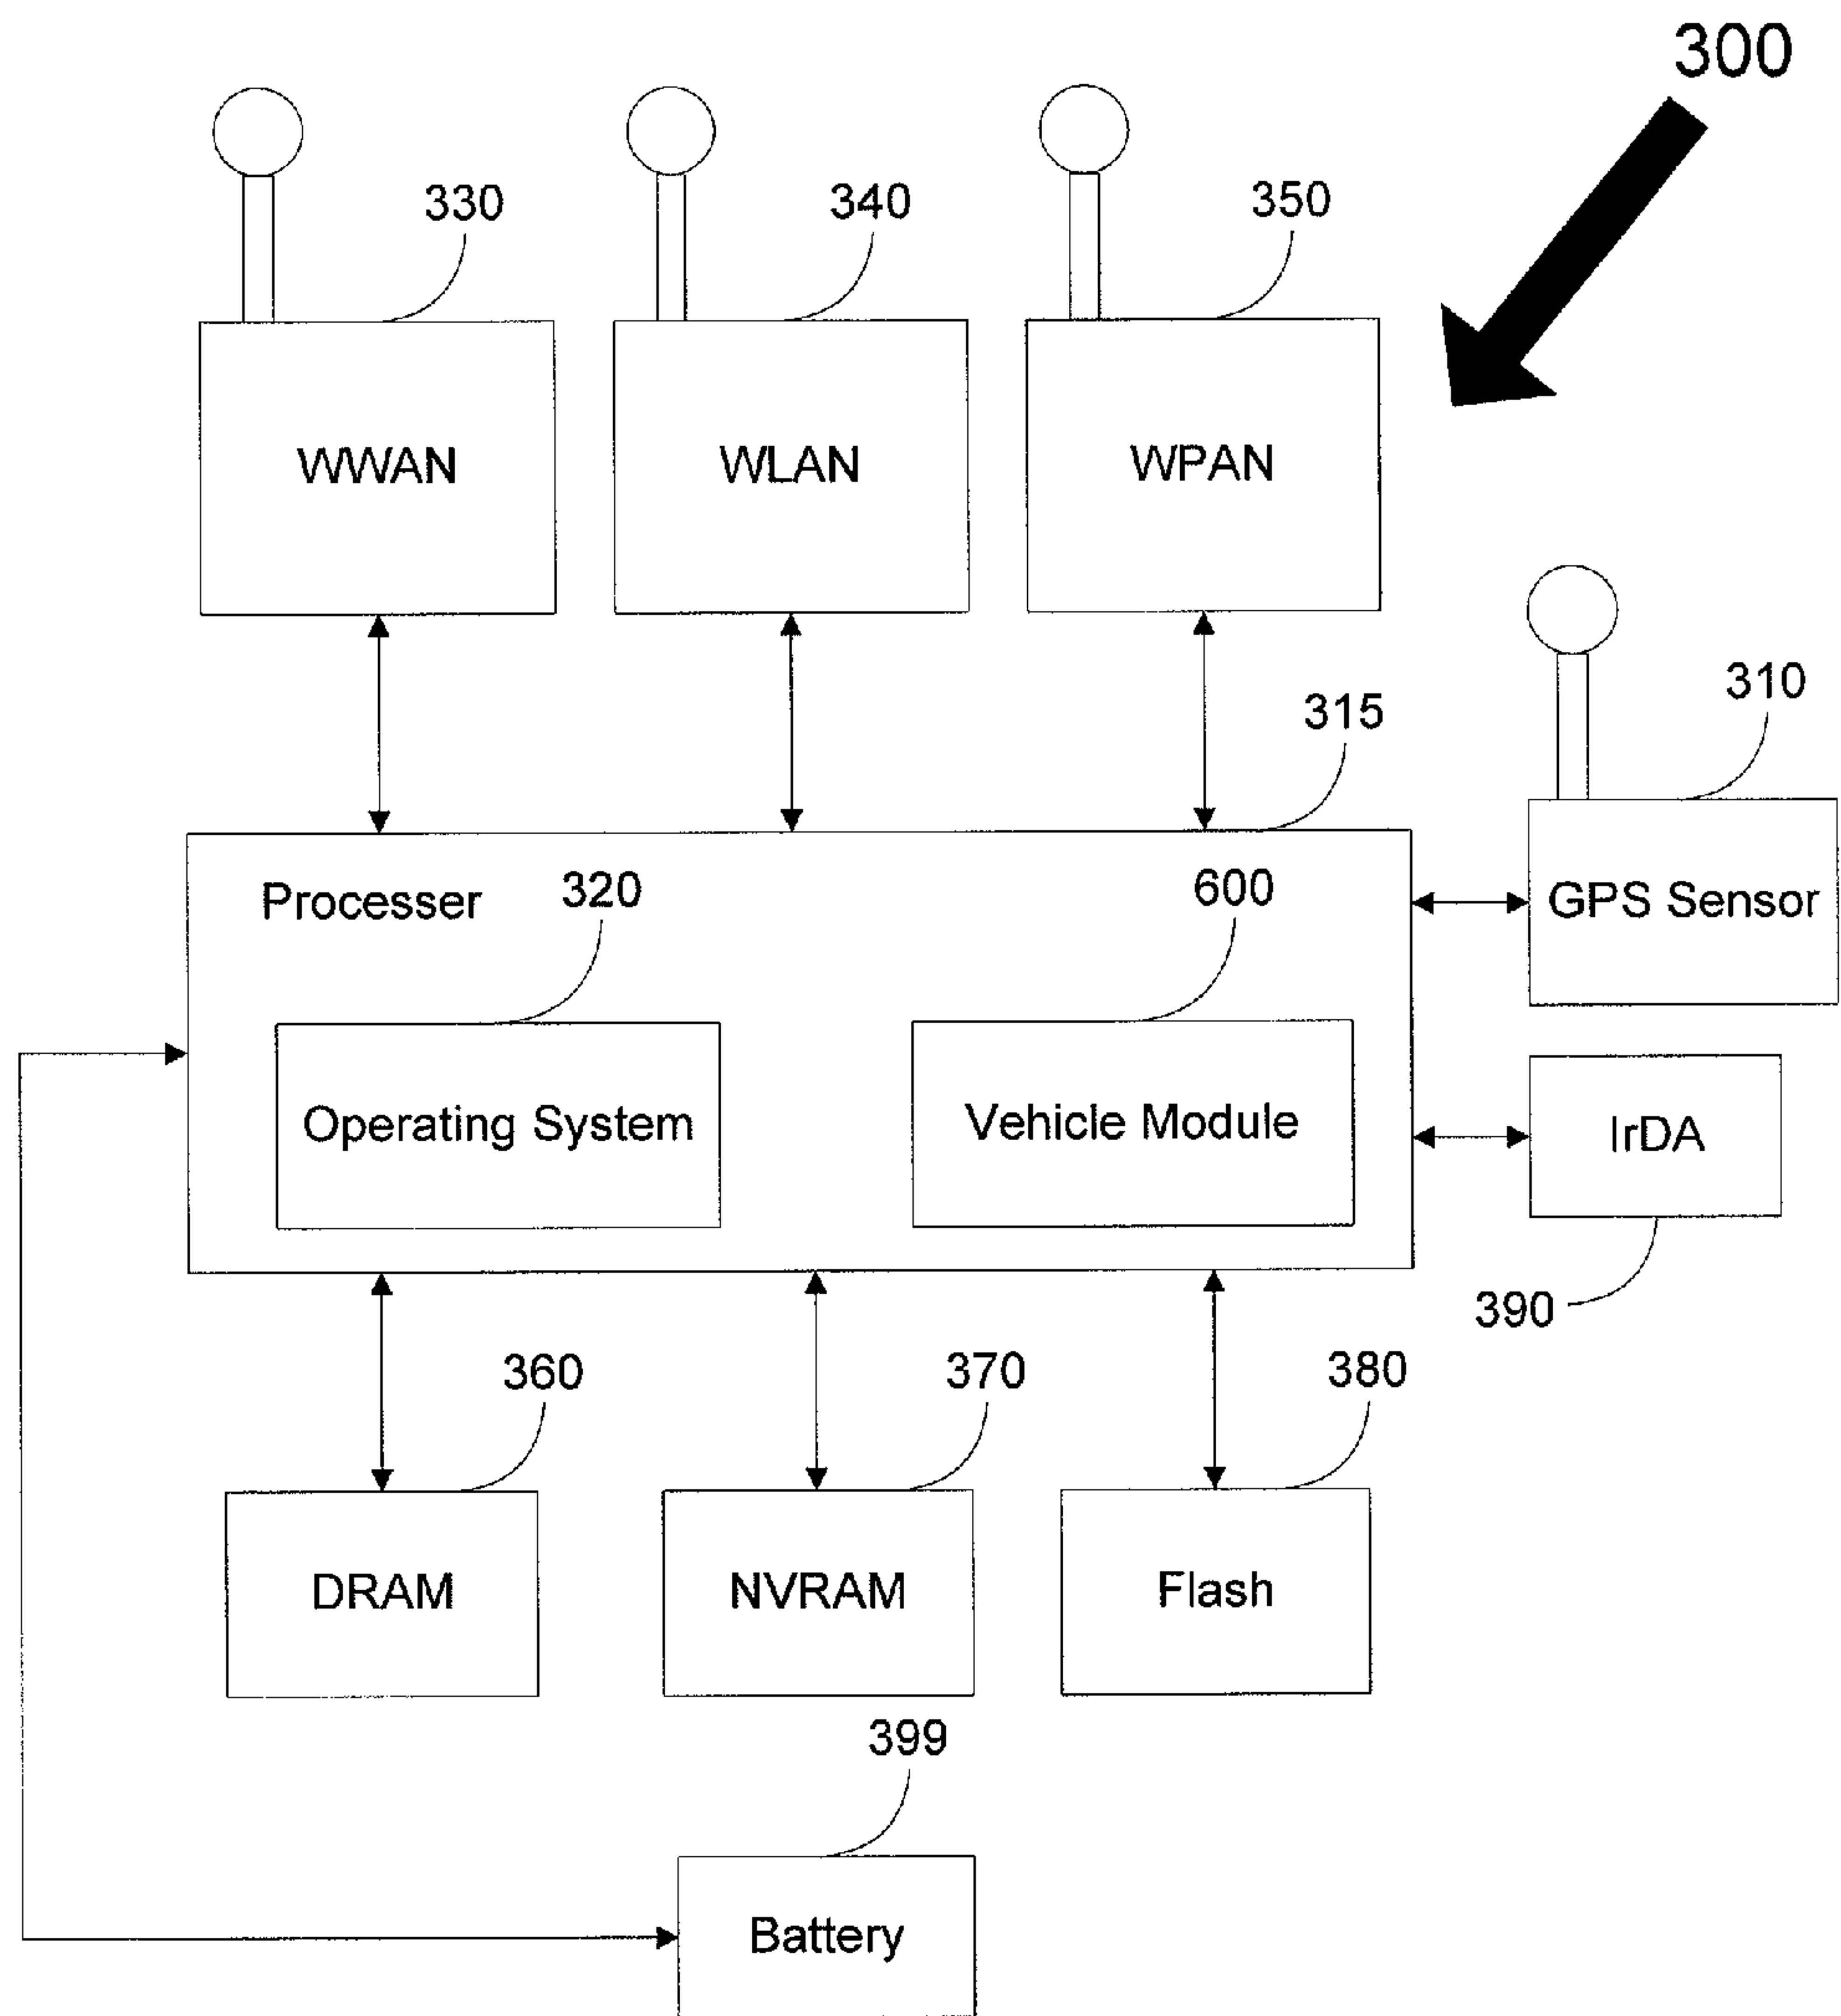 300
330
340
350
WWAN
WLAN
WPAN
310
315
Processer
320
600
GPS Sensor
Operating System
Vehicle Module
IrDA
390
360
370
380
DRAM
NVRAM
Flash
399
Battery